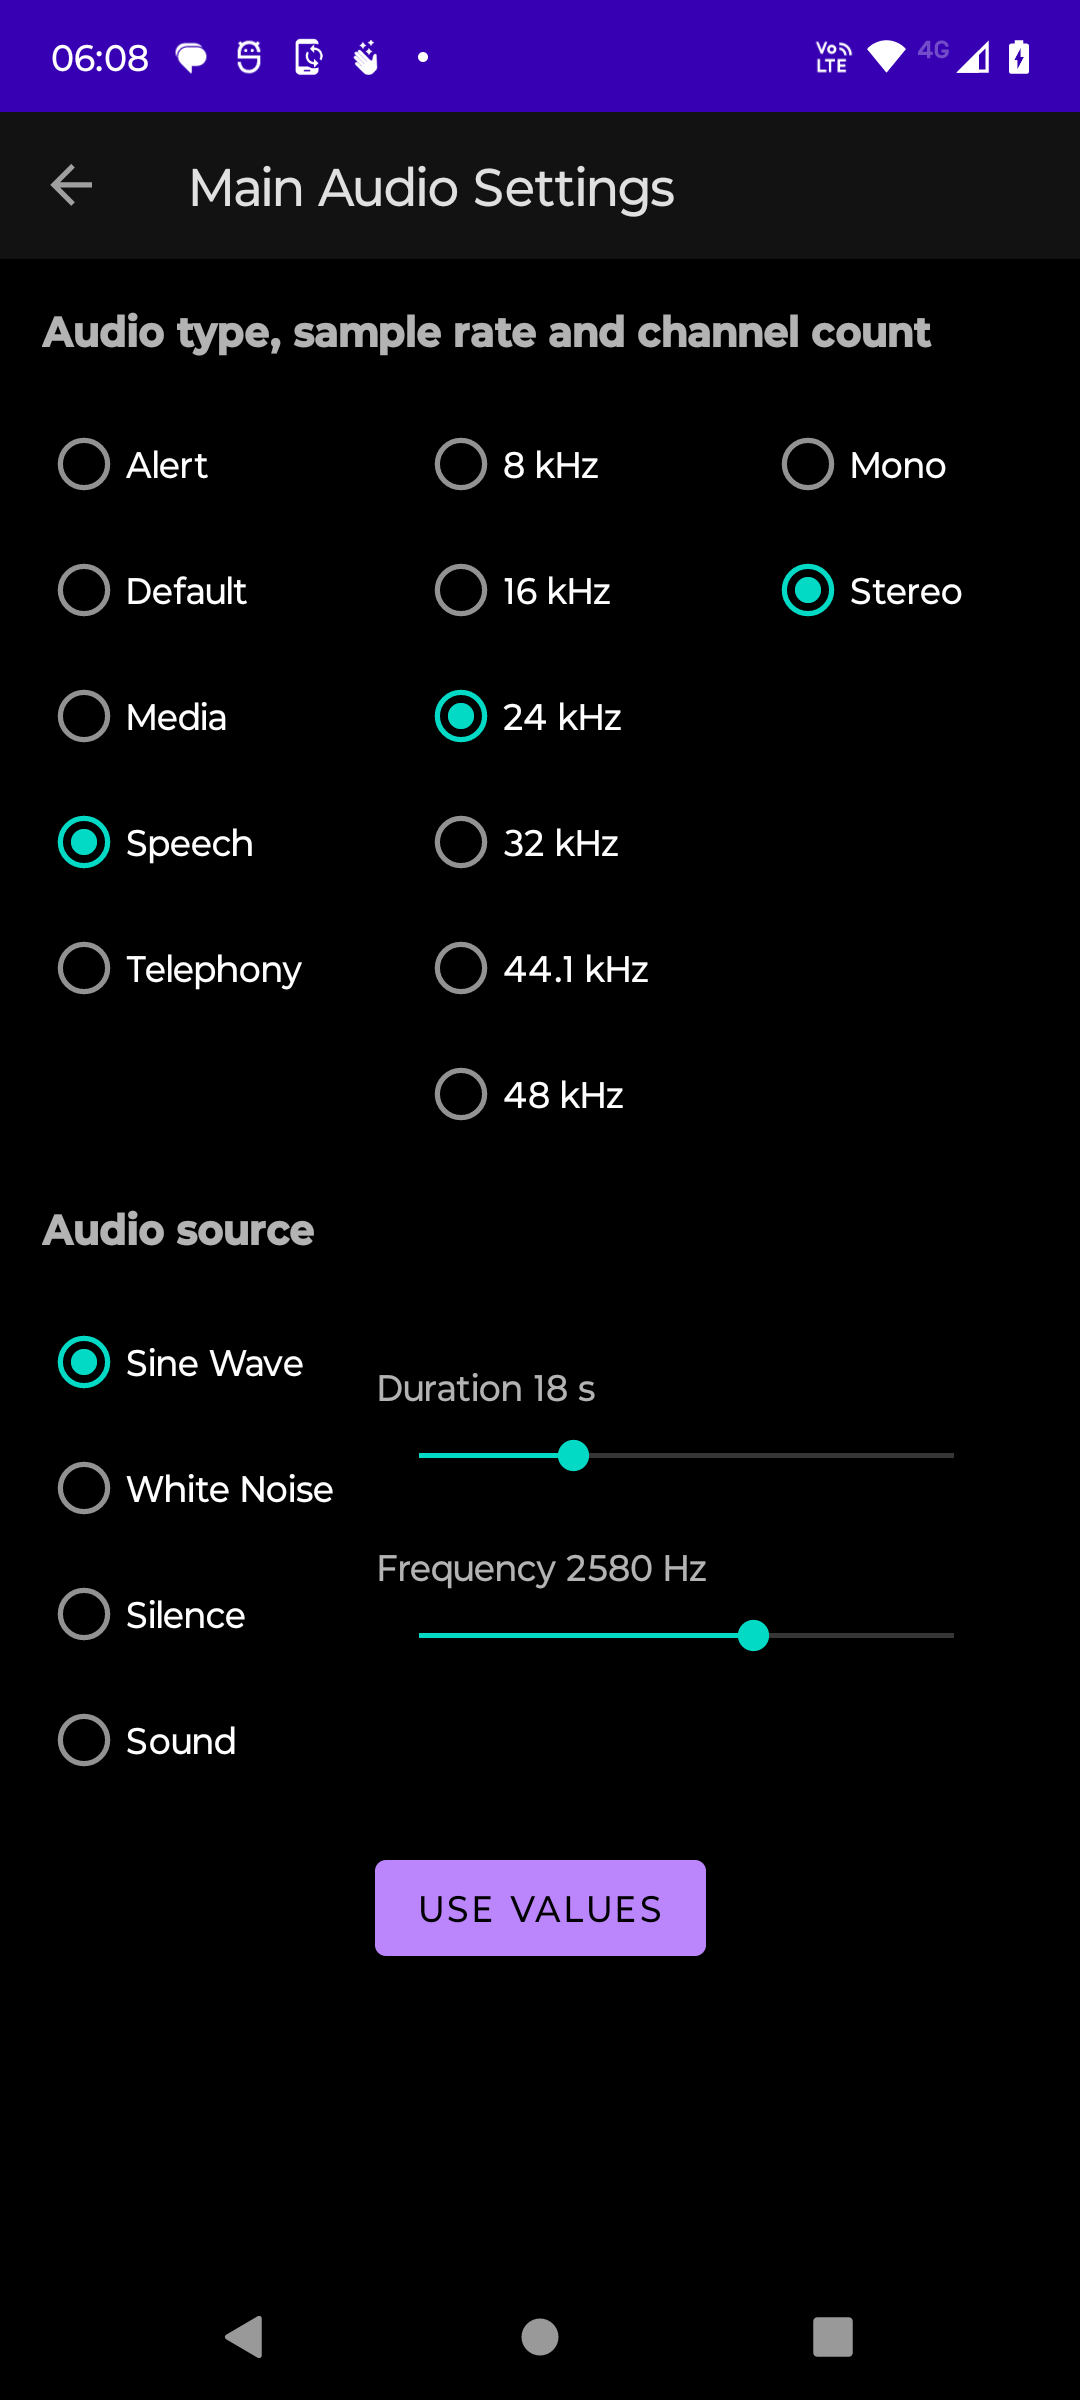 06:08
Vo LTE 4G
Main Audio Settings
Audio type, sample rate and channel count
Alert 8 kHz Mono
Default 16 kHz Stereo
Media 24 kHz
Speech 32 kHz
Telephony 44.1 kHz
48 kHz
Audio source
Sine Wave
Duration 18 s
White Noise
Frequency 2580 Hz
Silence
Sound
USE VALUES